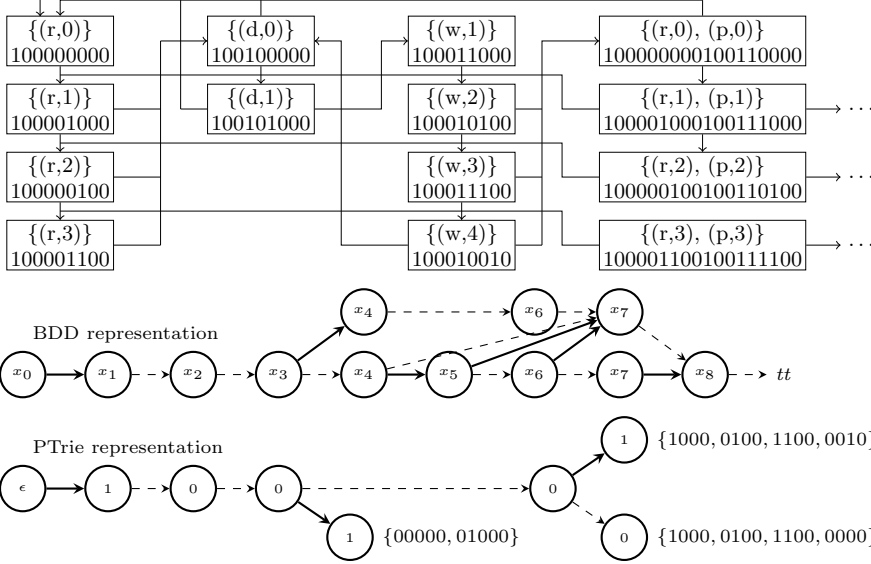 {(r,0)} {(d,0)} {(w,1)} {(r,0), (p,0)}
100000000 100100000 100011000 100000000100110000
{(r,1)} {(d,1)} {(w,2)} {(r,1), (p,1)}
100001000 100101000 100010100 100001000100111000 ...
{(r,2)} {(w,3)} {(r,2), (p,2)}
100000100 100011100 100000100100110100 ...
{(r,3)} {(w,4)} {(r,3), (p,3)}
100001100 100010010 100001100100111100 ...
x4 x6 x7
BDD representation
x0 x1 x2 x3 x4 x5 x6 x7 x8 tt
1 {1000, 0100, 1100, 0010}
PTrie representation
ϵ 1 0 0 0
1 {00000, 01000} 0 {1000, 0100, 1100, 0000}